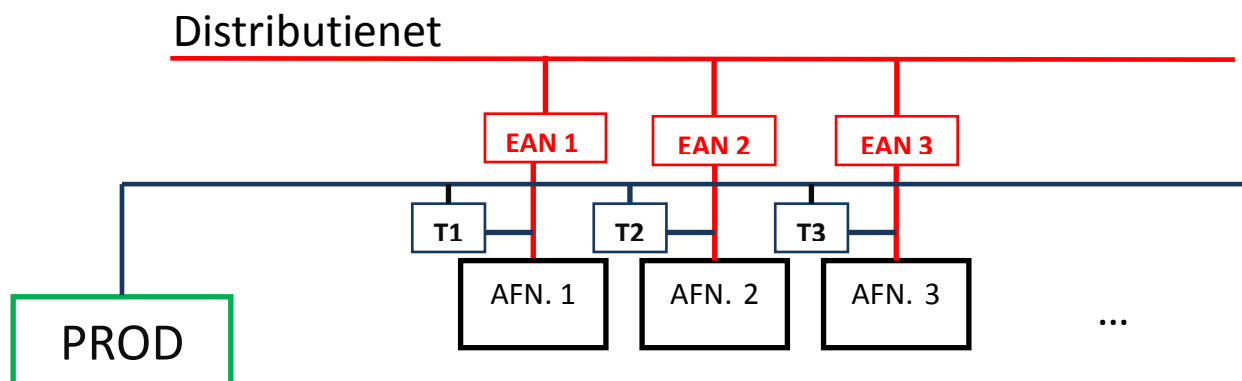 Distributienet
EAN 1
EAN 2
EAN 3
T1
T2
T3
AFN. 1
AFN. 2
AFN. 3
PROD
...